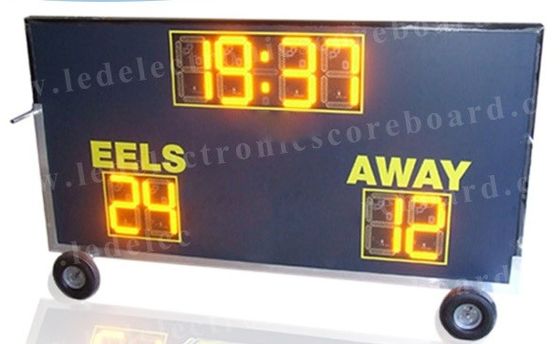 19:37
EELS AWAY
24 12
www.ledelectronicscoreboard.com